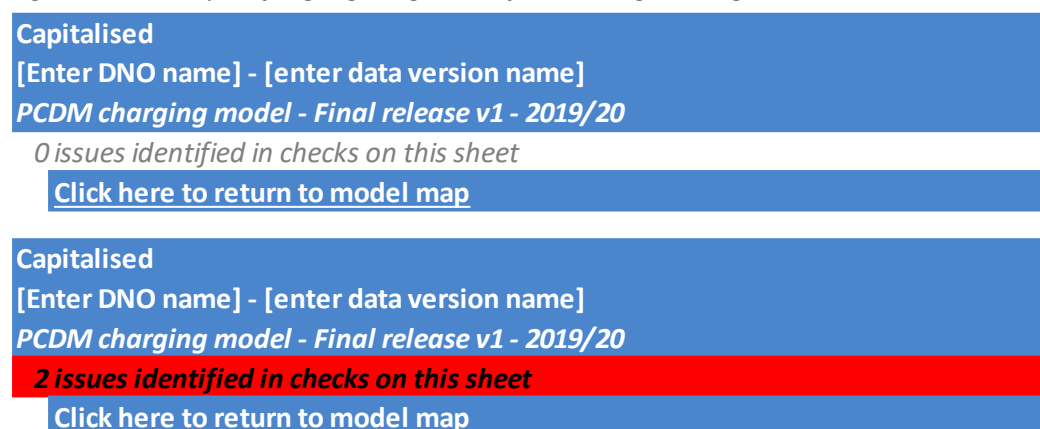 Capitalised
[Enter DNO name] - [enter data version name]
PCDM charging model - Final release v1 - 2019/20
0 issues identified in checks on this sheet
Click here to return to model map
Capitalised
[Enter DNO name] - [enter data version name]
PCDM charging model - Final release v1 - 2019/20
2 issues identified in checks on this sheet
Click here to return to model map